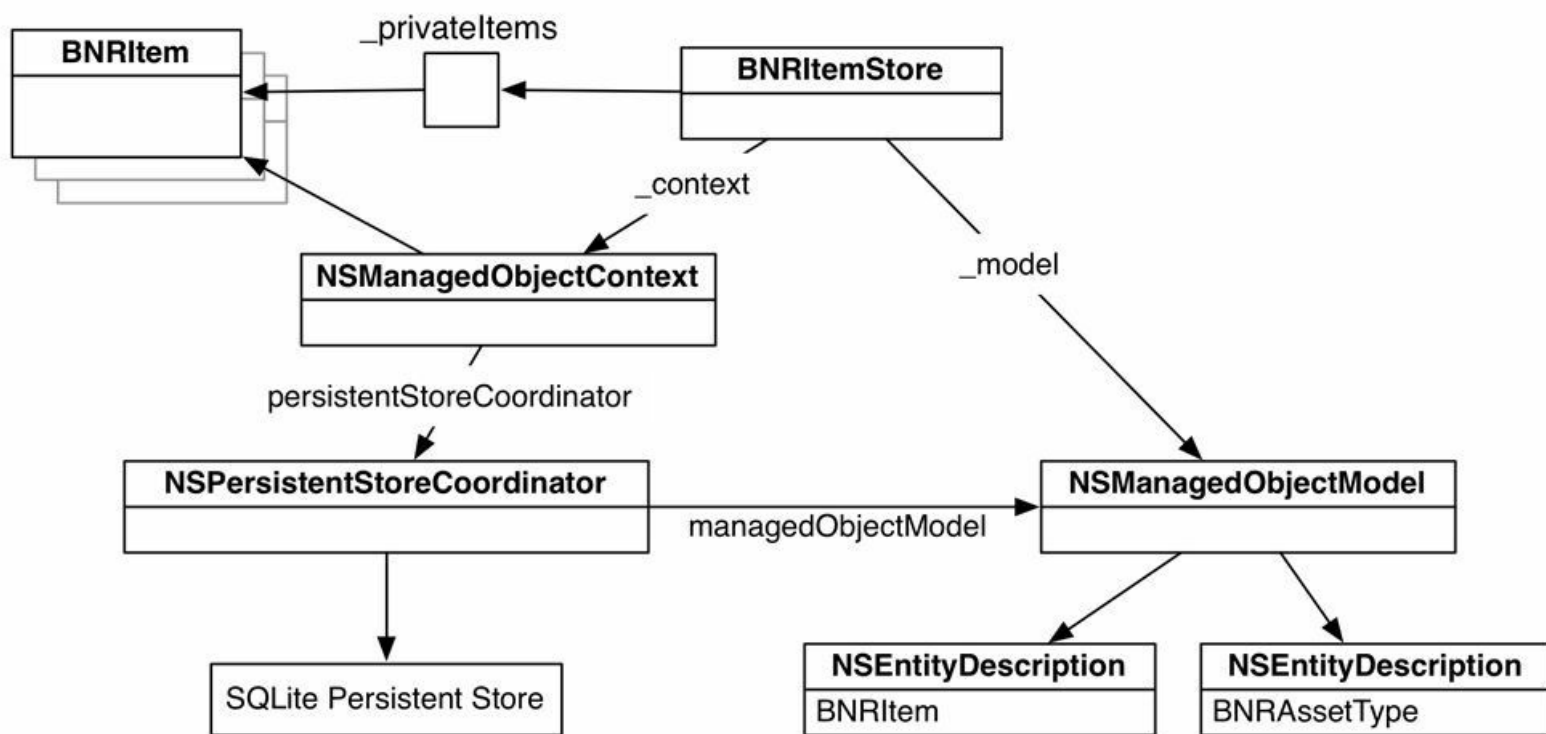 _privateItems
BNRItem
BNRItemStore
_context
_model
NSManagedObjectContext
persistentStoreCoordinator
NSPersistentStoreCoordinator
NSManagedObjectModel
managedObjectModel
NSEntityDescription
BNRItem
NSEntityDescription
BNRAssetType
SQLite Persistent Store